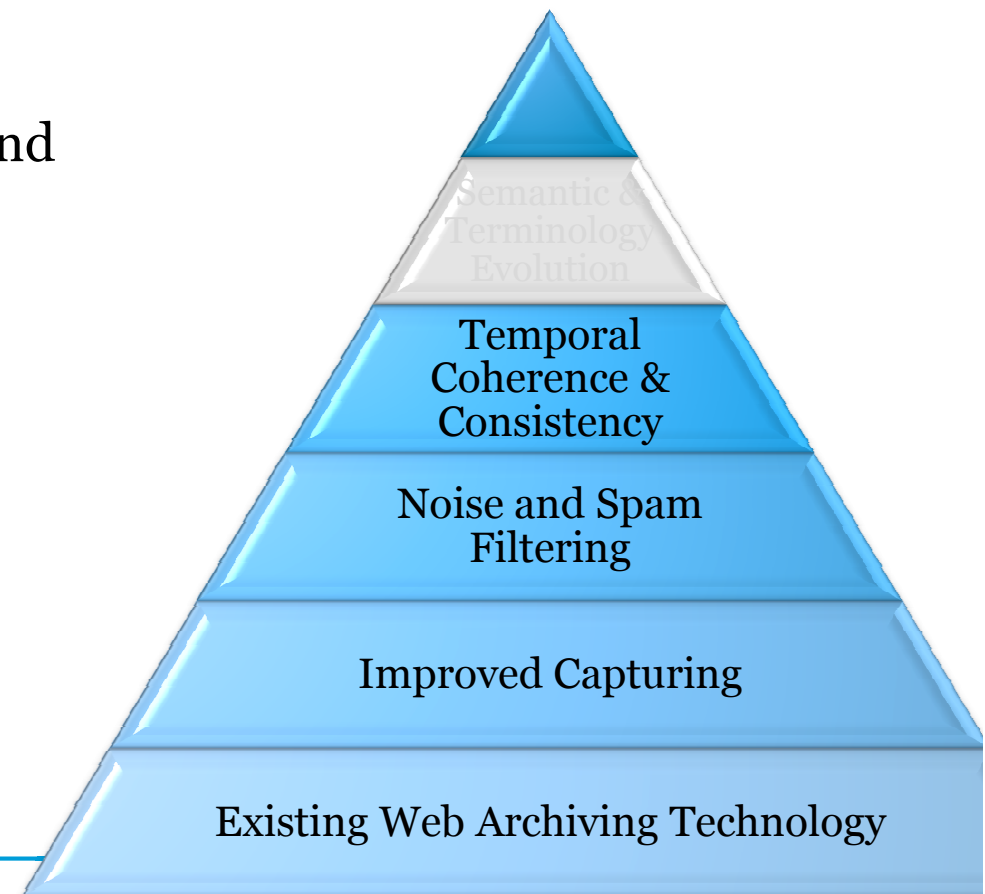 nd
Semantic &
Terminology
Evolution
Temporal
Coherence &
Consistency
Noise and Spam
Filtering
Improved Capturing
Existing Web Archiving Technology